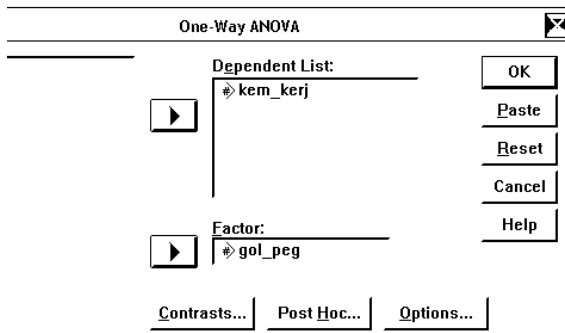 One-Way ANOVA
Dependent List:
kem_kerj
OK
Paste
Reset
Cancel
Help
Factor:
gol_peg
Contrasts...
Post Hoc...
Options...